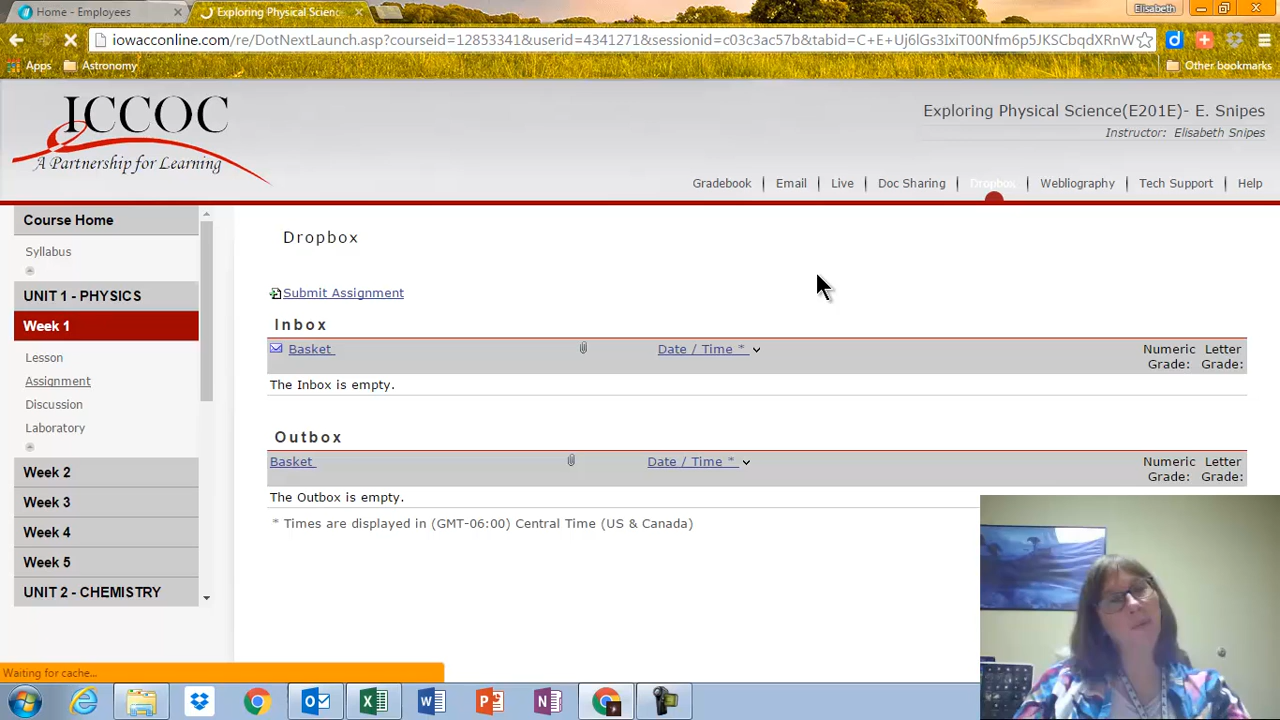 Home - Employees
Exploring Physical Scienc
Elisabeth
iowacconline.com/re/DotNextLaunch.asp?courseid=12853341&userid=4341271&sessionid=c03c3ac57b&tabid=C+E+Uj6lGs3IxiT00Nfm6p5JKSCbqdXRnW
Apps
Astronomy
Other bookmarks
ICCOC
A Partnership for Learning
Exploring Physical Science(E201E)- E. Snipes
Instructor: Elisabeth Snipes
Gradebook
Email
Live
Doc Sharing
Dropbox
Webliography
Tech Support
Help
Course Home
Syllabus
UNIT 1 - PHYSICS
Week 1
Lesson
Assignment
Discussion
Laboratory
Week 2
Week 3
Week 4
Week 5
UNIT 2 - CHEMISTRY
Dropbox
Submit Assignment
Inbox
Basket
Date / Time *
Numeric Grade:
Letter Grade:
The Inbox is empty.
Outbox
Basket
Date / Time *
Numeric Grade:
Letter Grade:
The Outbox is empty.
* Times are displayed in (GMT-06:00) Central Time (US & Canada)
Waiting for cache...